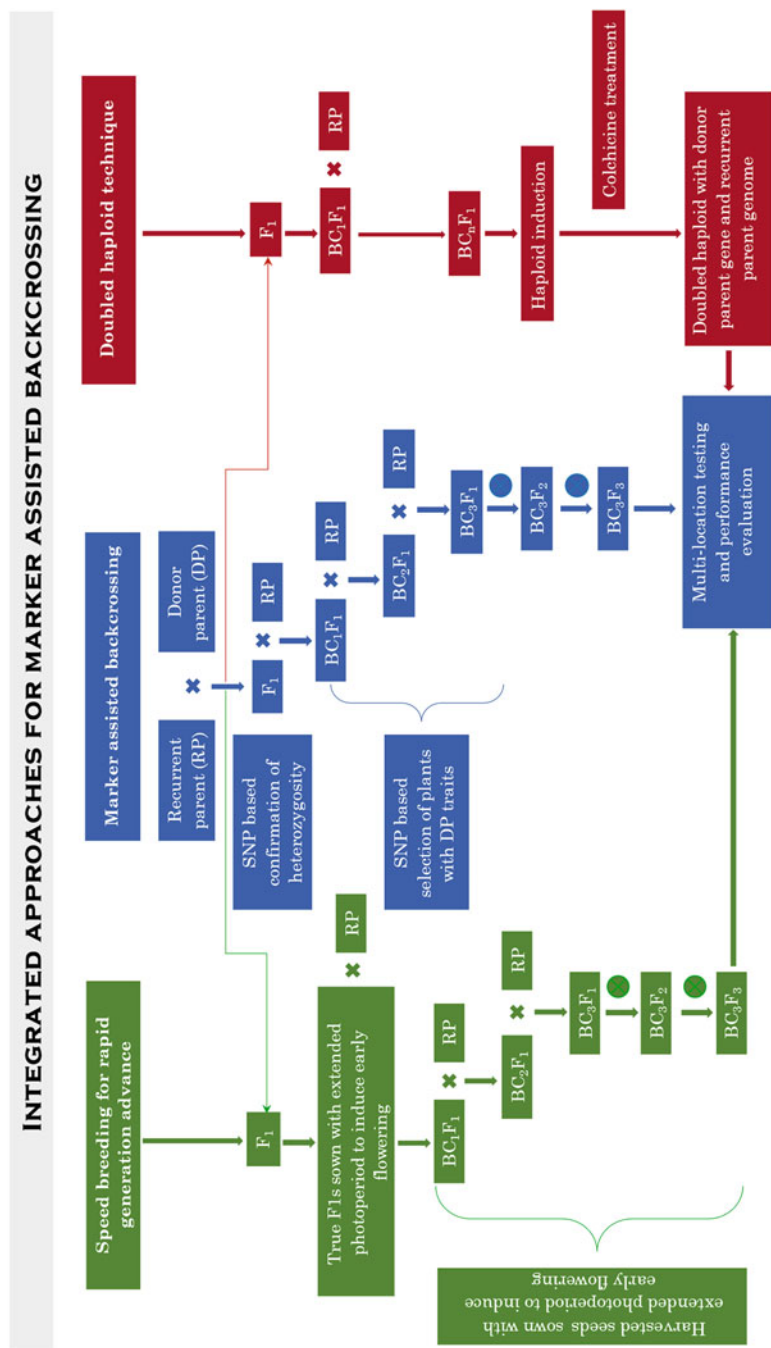 INTEGRATED APPROACHES FOR MARKER ASSISTED BACKCROSSING
Speed breeding for rapid
generation advance
F₁
True F1s sown with extended
photoperiod to induce early
flowering
✖ RP
BC₁F₁ ✖ RP
BC₂F₁ ✖ RP
BC₃F₁
BC₃F₂
BC₃F₃
Harvested seeds sown with
extended photoperiod to induce
early flowering
Marker assisted backcrossing
Recurrent
parent (RP)
✖
Donor
parent (DP)
F₁ ✖ RP
SNP based
confirmation of
heterozygosity
BC₁F₁ ✖ RP
BC₂F₁ ✖ RP
SNP based
selection of plants
with DP traits
BC₃F₁
BC₃F₂
BC₃F₃
Multi-location testing
and performance
evaluation
Doubled haploid technique
F₁
BC₁F₁ ✖ RP
BCₙF₁
Haploid induction
Colchicine treatment
Doubled haploid with donor
parent gene and recurrent
parent genome